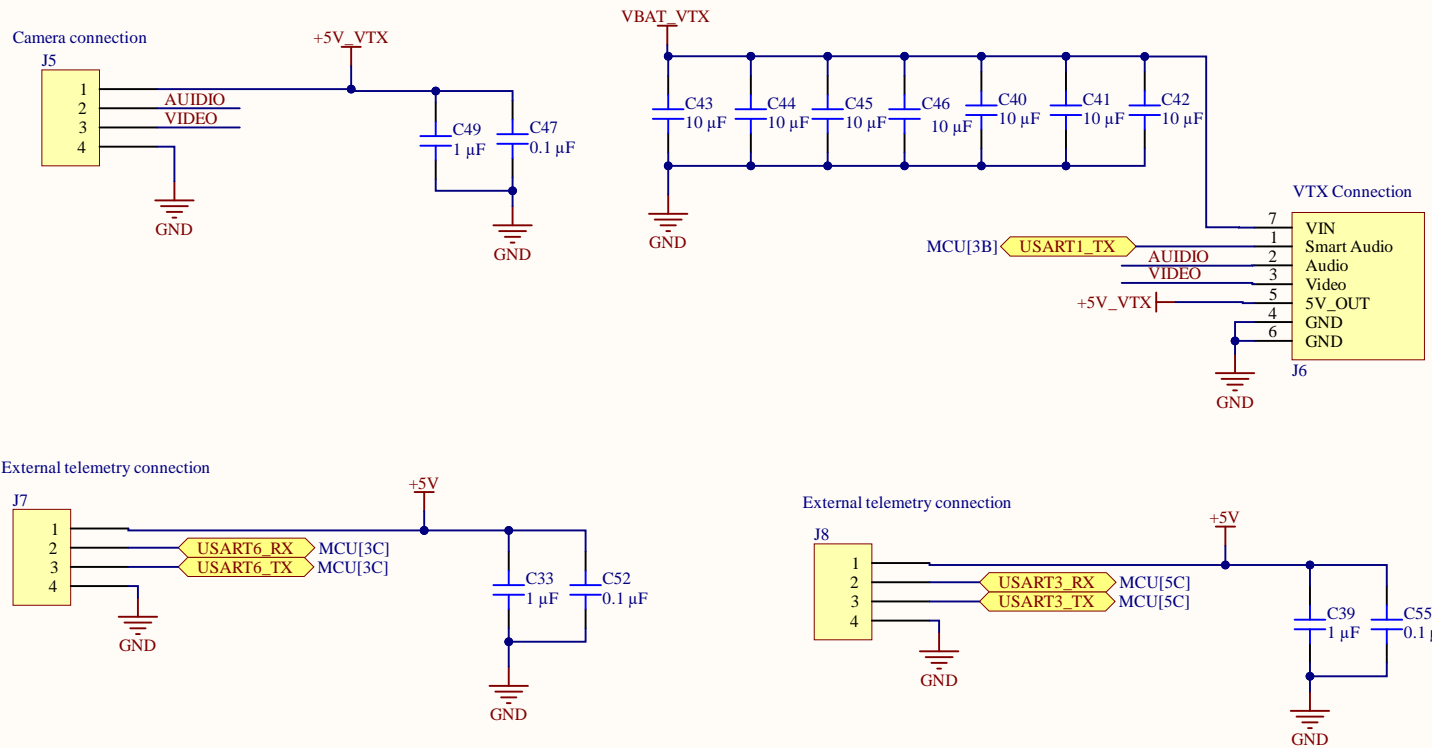 Camera connection
J5
1
2
3
4
AUIDIO
VIDEO
+5V_VTX
C49
1 µF
C47
0.1 µF
GND
GND
VBAT_VTX
C43
10 µF
C44
10 µF
C45
10 µF
C46
10 µF
C40
10 µF
C41
10 µF
C42
10 µF
GND
VTX Connection
7 VIN
MCU[3B] USART1_TX 1 Smart Audio
AUIDIO 2 Audio
VIDEO 3 Video
+5V_VTX 5 5V_OUT
4 GND
6 GND
J6
GND
External telemetry connection
J7
1
2 USART6_RX MCU[3C]
3 USART6_TX MCU[3C]
4
GND
+5V
C33
1 µF
C52
0.1 µF
GND
External telemetry connection
J8
1
2 USART3_RX MCU[5C]
3 USART3_TX MCU[5C]
4
GND
+5V
C39
1 µF
C55
0.1
GND